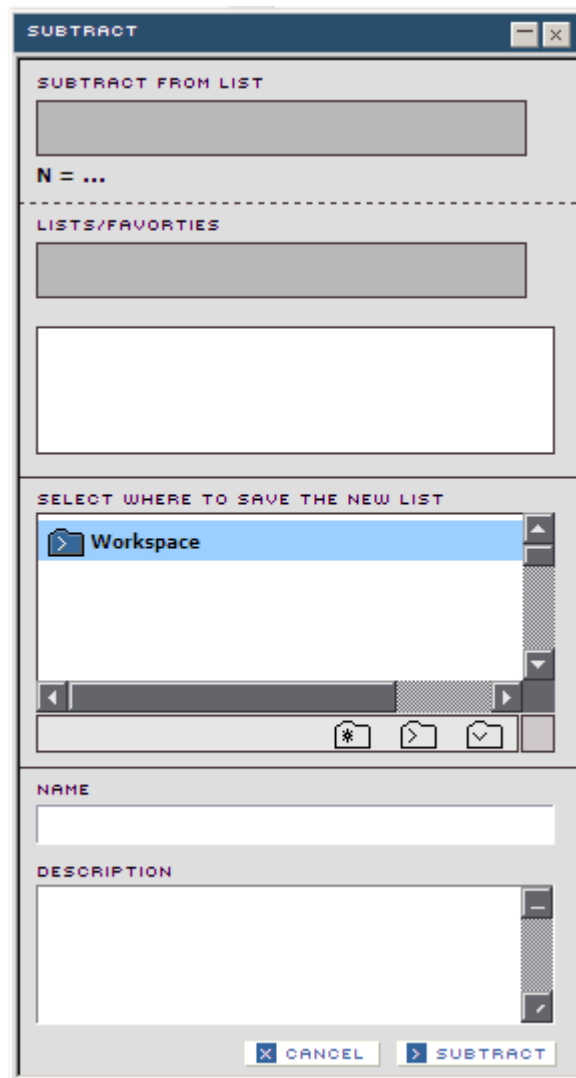 SUBTRACT
SUBTRACT FROM LIST
N = ...
LISTS/FAVORTIES
SELECT WHERE TO SAVE THE NEW LIST
Workspace
NAME
DESCRIPTION
CANCEL SUBTRACT